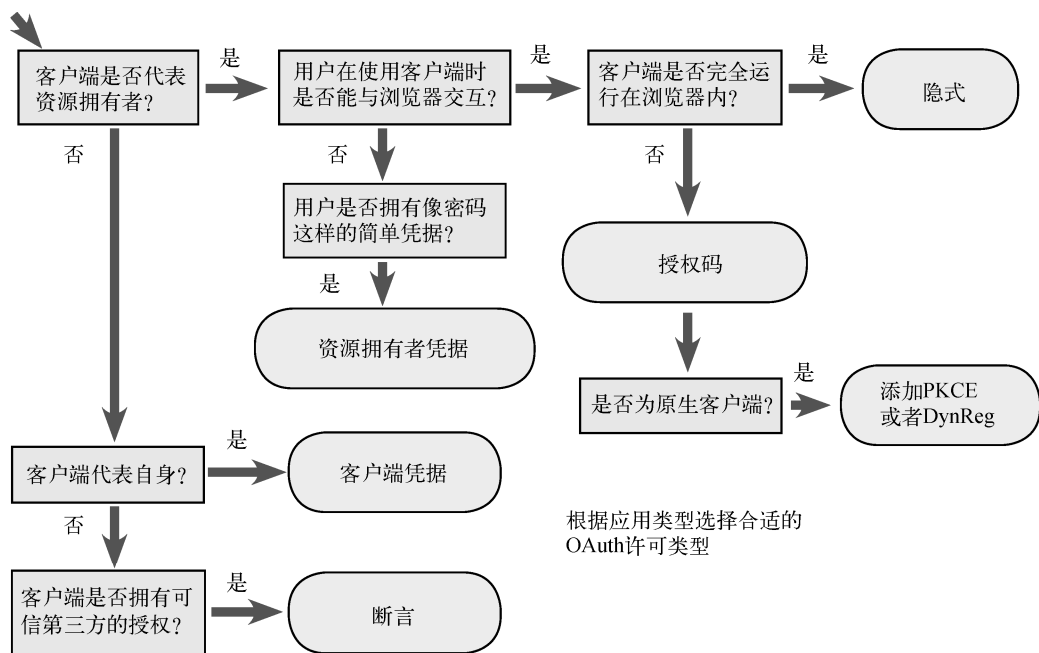 客户端是否代表
资源拥有者?
是
用户在使用客户端时
是否能与浏览器交互?
是
客户端是否完全运
行在浏览器内?
是
隐式
否
否
否
用户是否拥有像密码
这样的简单凭据?
是
资源拥有者凭据
授权码
是否为原生客户端?
是
添加PKCE
或者DynReg
客户端代表自身?
是
客户端凭据
否
客户端是否拥有可
信第三方的授权?
是
断言
根据应用类型选择合适的
OAuth许可类型